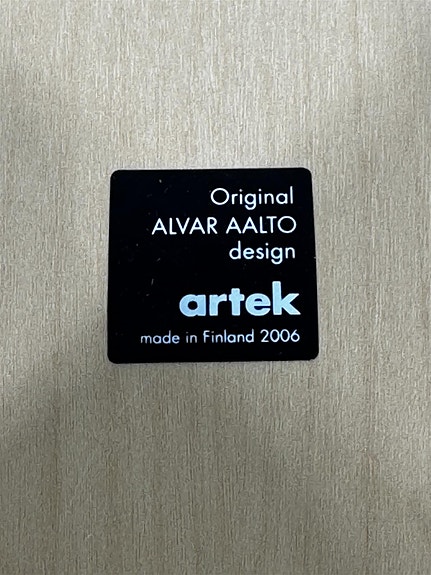 Original
ALVAR AALTO
design
artek
made in Finland 2006